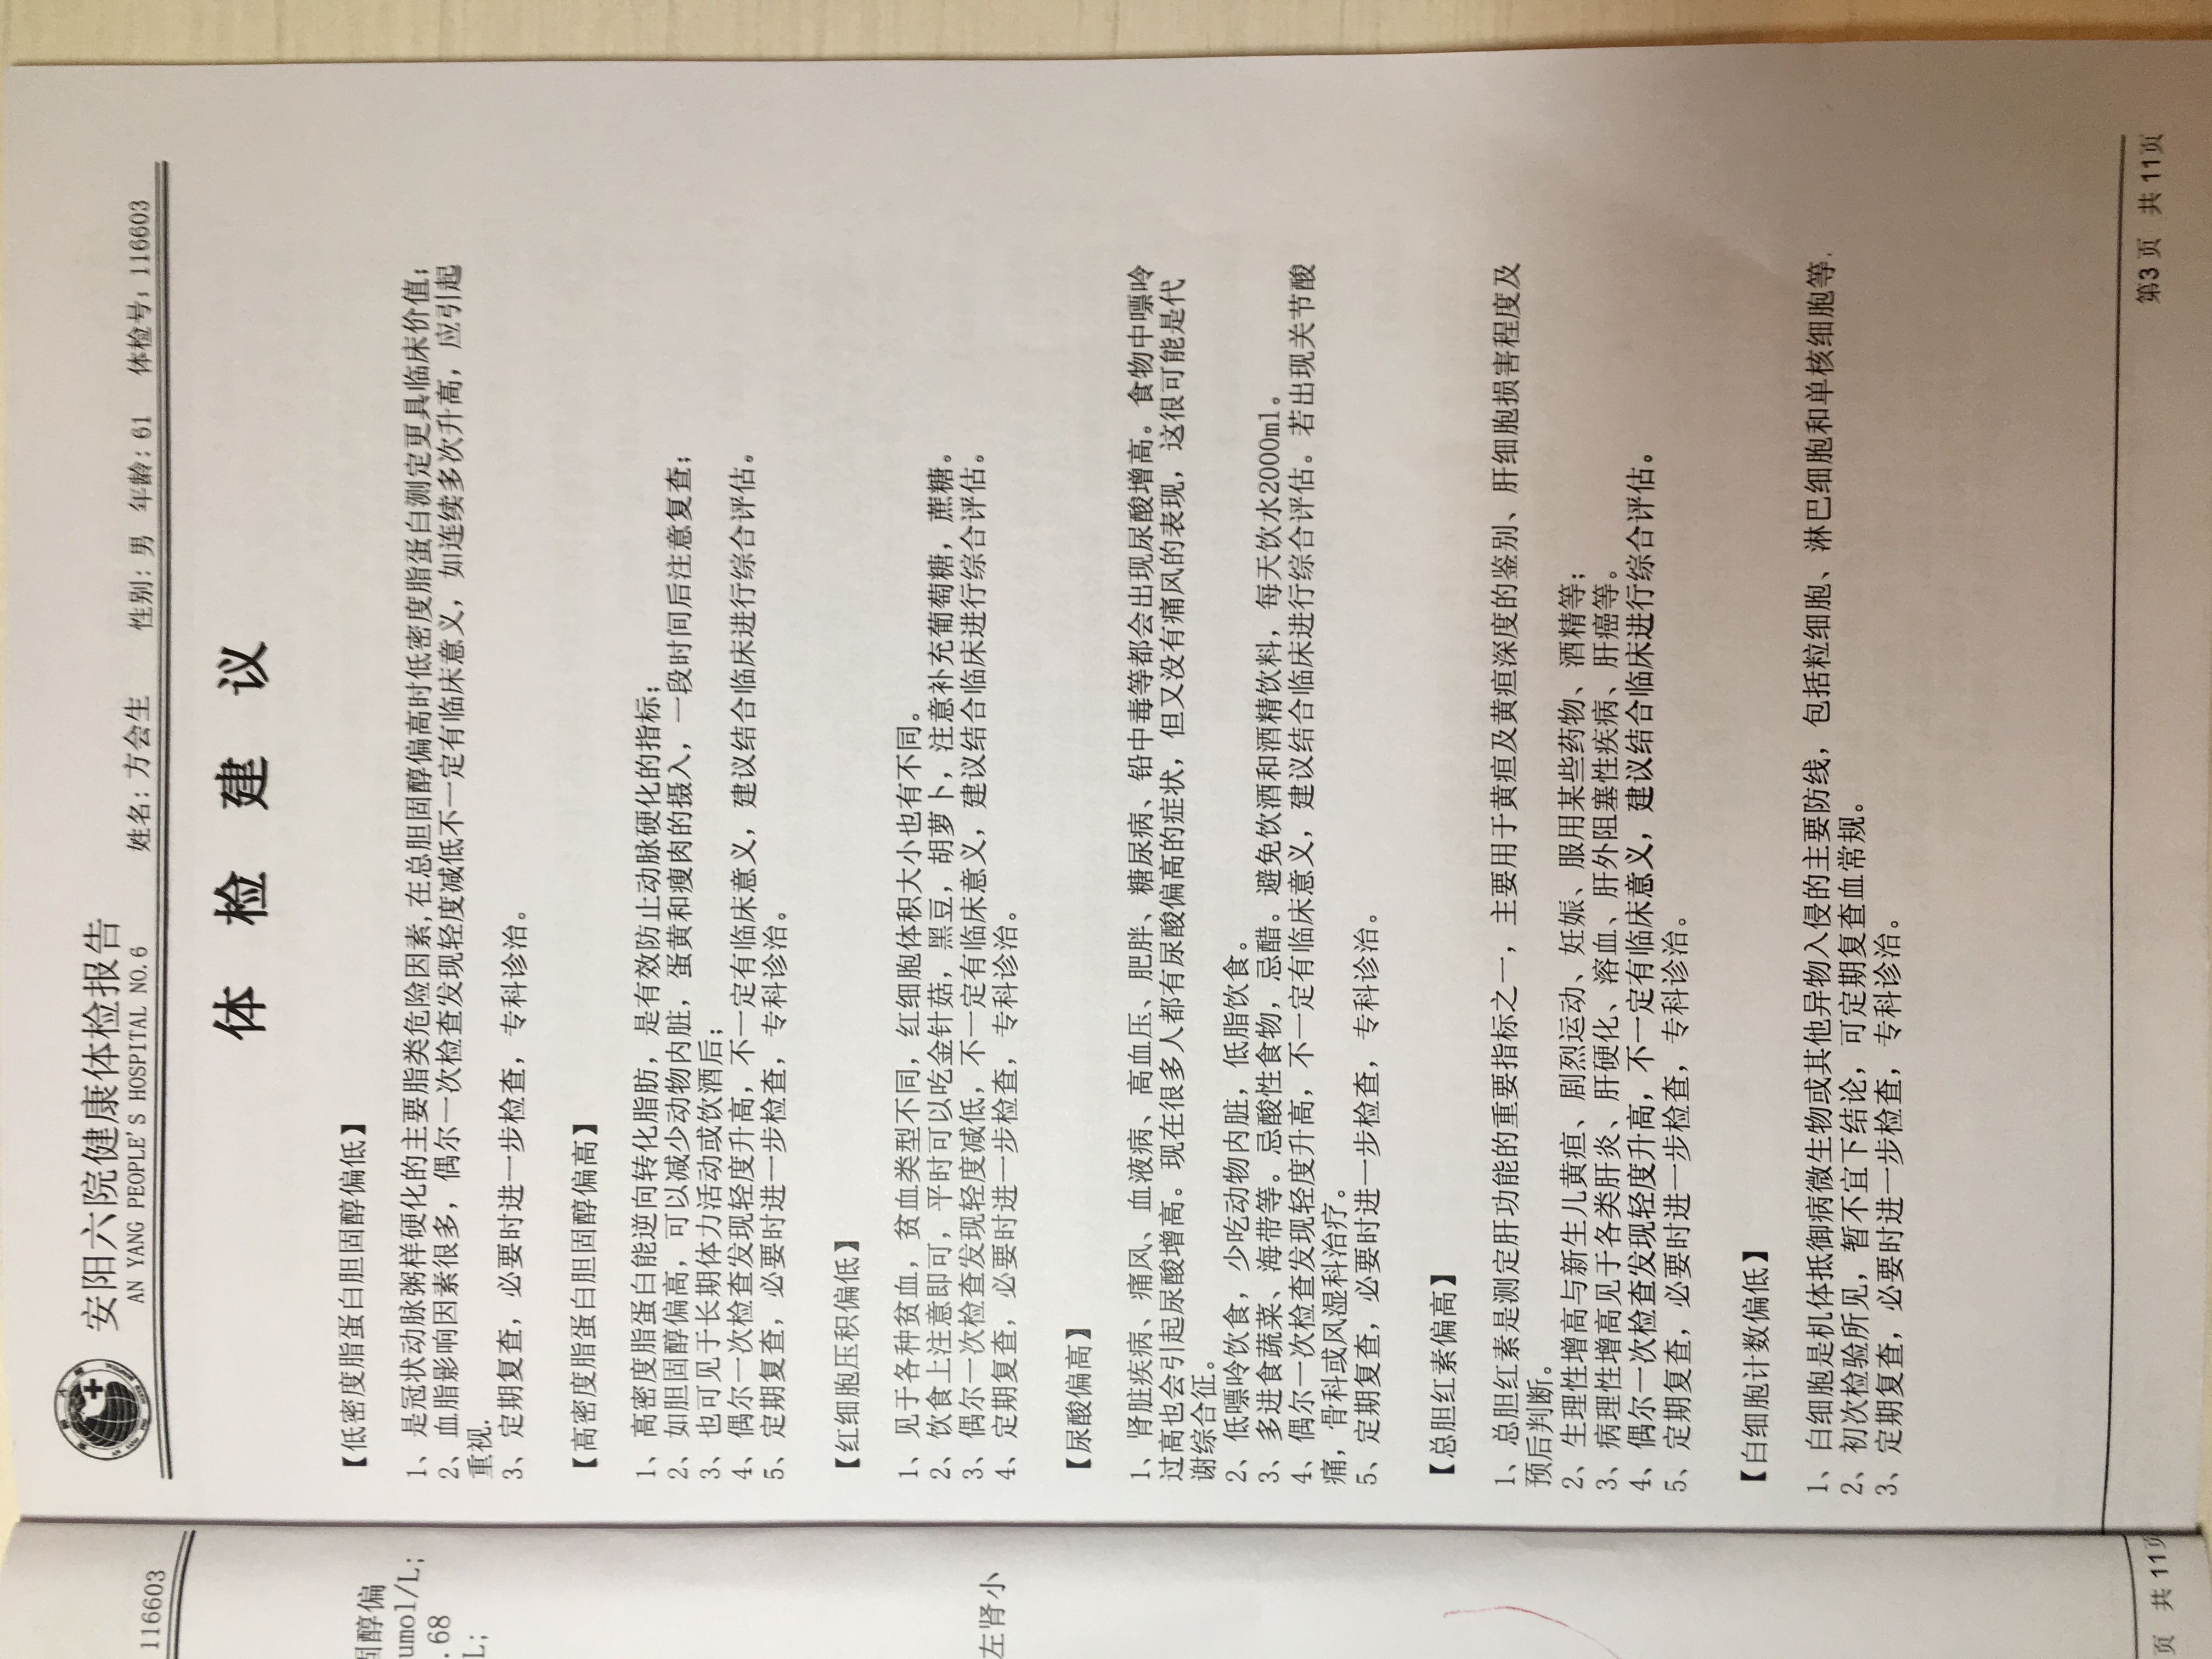 116603
固醇偏
umol/L;
.68
L;
左肾小
页 共 11页
安阳六院健康体检报告
AN YANG PEOPLE'S HOSPITAL NO.6
姓名: 方会生 性别: 男 年龄: 61 体检号: 116603
体检建议
【低密度脂蛋白胆固醇偏低】
1、是冠状动脉粥样硬化的主要脂类危险因素,在总胆固醇偏高时低密度脂蛋白测定更具临床价值;
2、血脂影响因素很多,偶尔一次检查发现轻度减低不一定有临床意义,如连续多次升高,应引起
重视.
3、定期复查,必要时进一步检查,专科诊治。
【高密度脂蛋白胆固醇偏高】
1、高密度脂蛋白能逆向转化脂肪,是有效防止动脉硬化的指标;
2、如胆固醇偏高,可以减少动物内脏,蛋黄和瘦肉的摄入,一段时间后注意复查;
3、也可见于长期体力活动或饮酒后;
4、偶尔一次检查发现轻度升高,不一定有临床意义,建议结合临床进行综合评估。
5、定期复查,必要时进一步检查,专科诊治。
【红细胞压积偏低】
1、见于各种贫血,贫血类型不同,红细胞体积大小也有不同。
2、饮食上注意即可,平时可以吃金针菇,黑豆,胡萝卜,注意补充葡萄糖,蔗糖。
3、偶尔一次检查发现轻度减低,不一定有临床意义,建议结合临床进行综合评估。
4、定期复查,必要时进一步检查,专科诊治。
【尿酸偏高】
1、肾脏疾病、痛风、血液病、高血压、肥胖、糖尿病、铅中毒等都会出现尿酸增高。食物中嘌呤
过高也会引起尿酸增高。现在很多人都有尿酸偏高的症状,但又没有痛风的表现,这很可能是代
谢综合征。
2、低嘌呤饮食,少吃动物内脏,低脂饮食。
3、多进食蔬菜、海带等。忌酸性食物,忌醋。避免饮酒和酒精饮料,每天饮水2000ml。
4、偶尔一次检查发现轻度升高,不一定有临床意义,建议结合临床进行综合评估。若出现关节酸
痛,骨科或风湿科治疗。
5、定期复查,必要时进一步检查,专科诊治。
【总胆红素偏高】
1、总胆红素是测定肝功能的重要指标之一,主要用于黄疸及黄疸深度的鉴别、肝细胞损害程度及
预后判断。
2、生理性增高与新生儿黄疸、剧烈运动、妊娠、服用某些药物、酒精等;
3、病理性增高见于各类肝炎、肝硬化、溶血、肝外阻塞性疾病、肝癌等。
4、偶尔一次检查发现轻度升高,不一定有临床意义,建议结合临床进行综合评估。
5、定期复查,必要时进一步检查,专科诊治。
【白细胞计数偏低】
1、白细胞是机体抵御病微生物或其他异物入侵的主要防线,包括粒细胞、淋巴细胞和单核细胞等.
2、初次检验所见,暂不宜下结论,可定期复查血常规。
3、定期复查,必要时进一步检查,专科诊治。
第3 页 共 11页